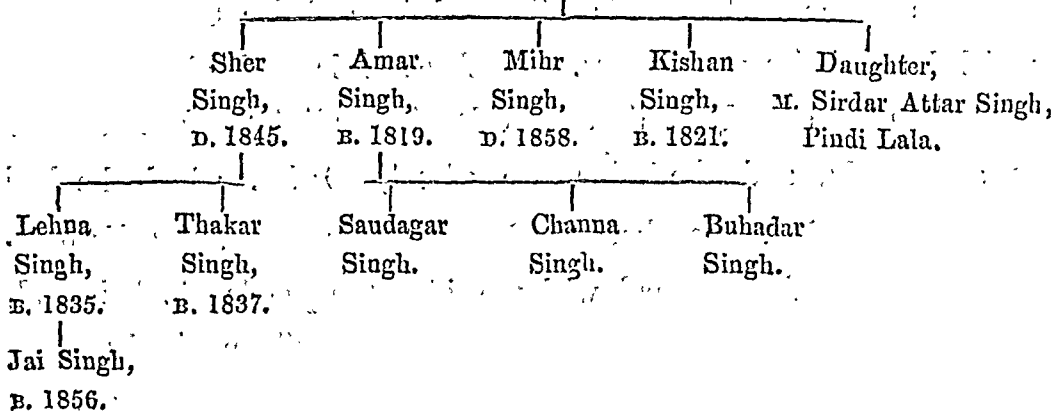 Sher Amar Mihr Kishan Daughter,
Singh, Singh, Singh, Singh, M. Sirdar Attar Singh,
D. 1845. B. 1819. D. 1858. B. 1821. Pindi Lala.
Lehna Thakar Saudagar Channa Buhadar
Singh, Singh, Singh. Singh. Singh.
B. 1835. B. 1837.
Jai Singh,
B. 1856.